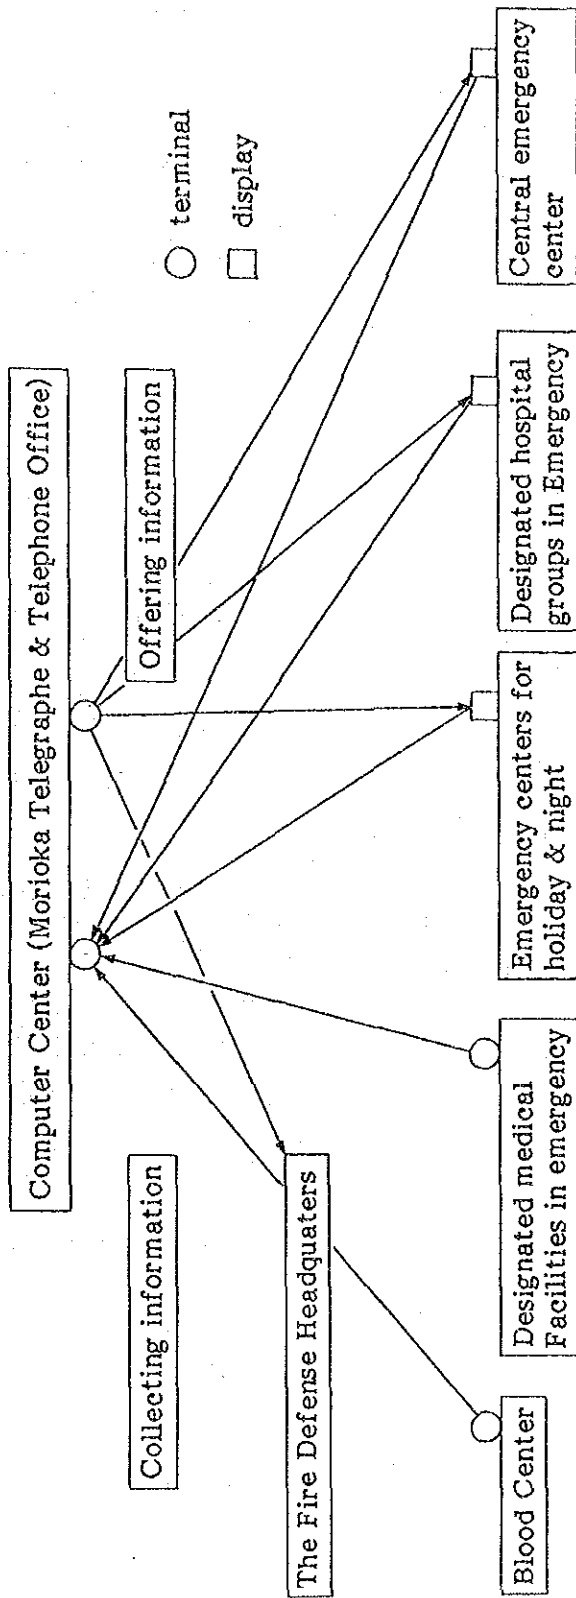 Computer Center (Morioka Telegraphe & Telephone Office)
Collecting information
Offering information
terminal
display
The Fire Defense Headquaters
Blood Center
Designated medical
Facilities in emergency
Emergency centers for
holiday & night
Designated hospital
groups in Emergency
Central emergency
center